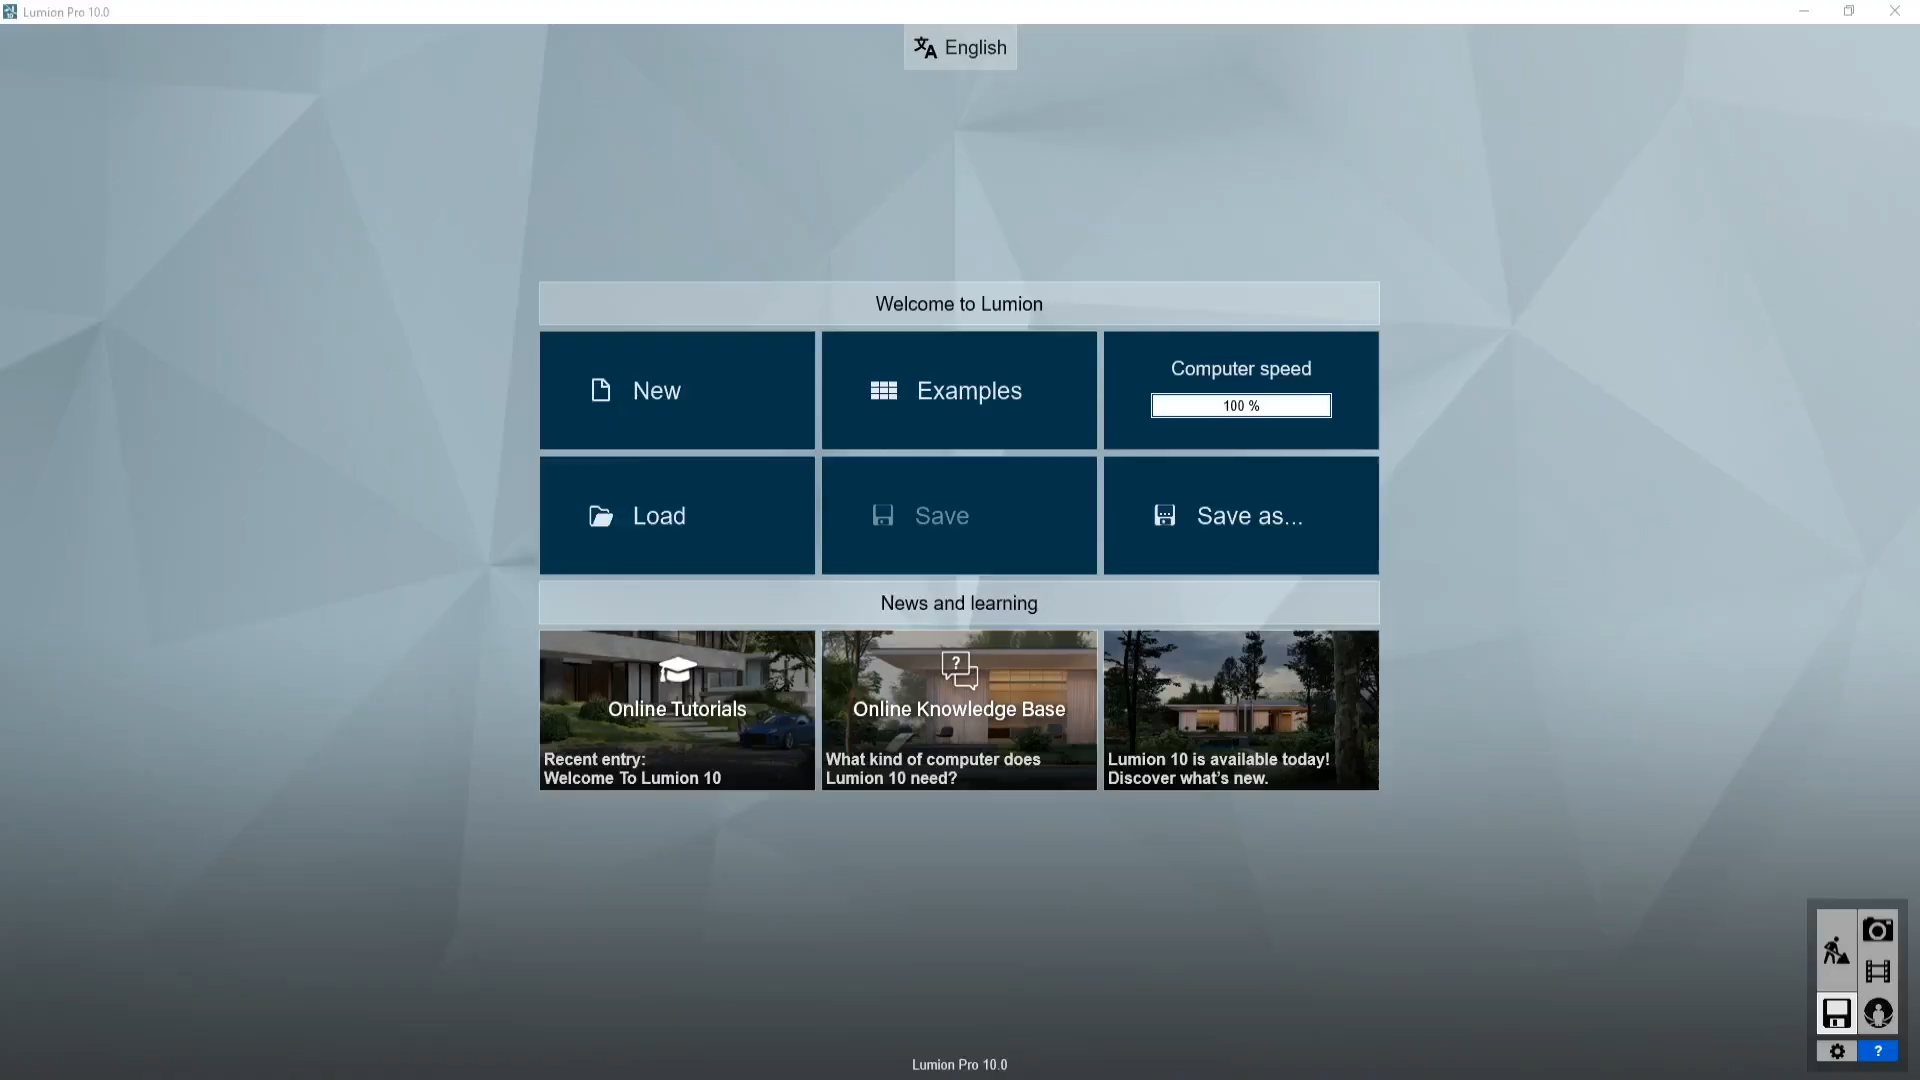 Lumion Pro 10.0
English
Welcome to Lumion
New
Examples
Computer speed
100 %
Load
Save
Save as...
News and learning
Online Tutorials
Recent entry:
Welcome To Lumion 10
?
Online Knowledge Base
What kind of computer does
Lumion 10 need?
Lumion 10 is available today!
Discover what's new.
?
Lumion Pro 10.0